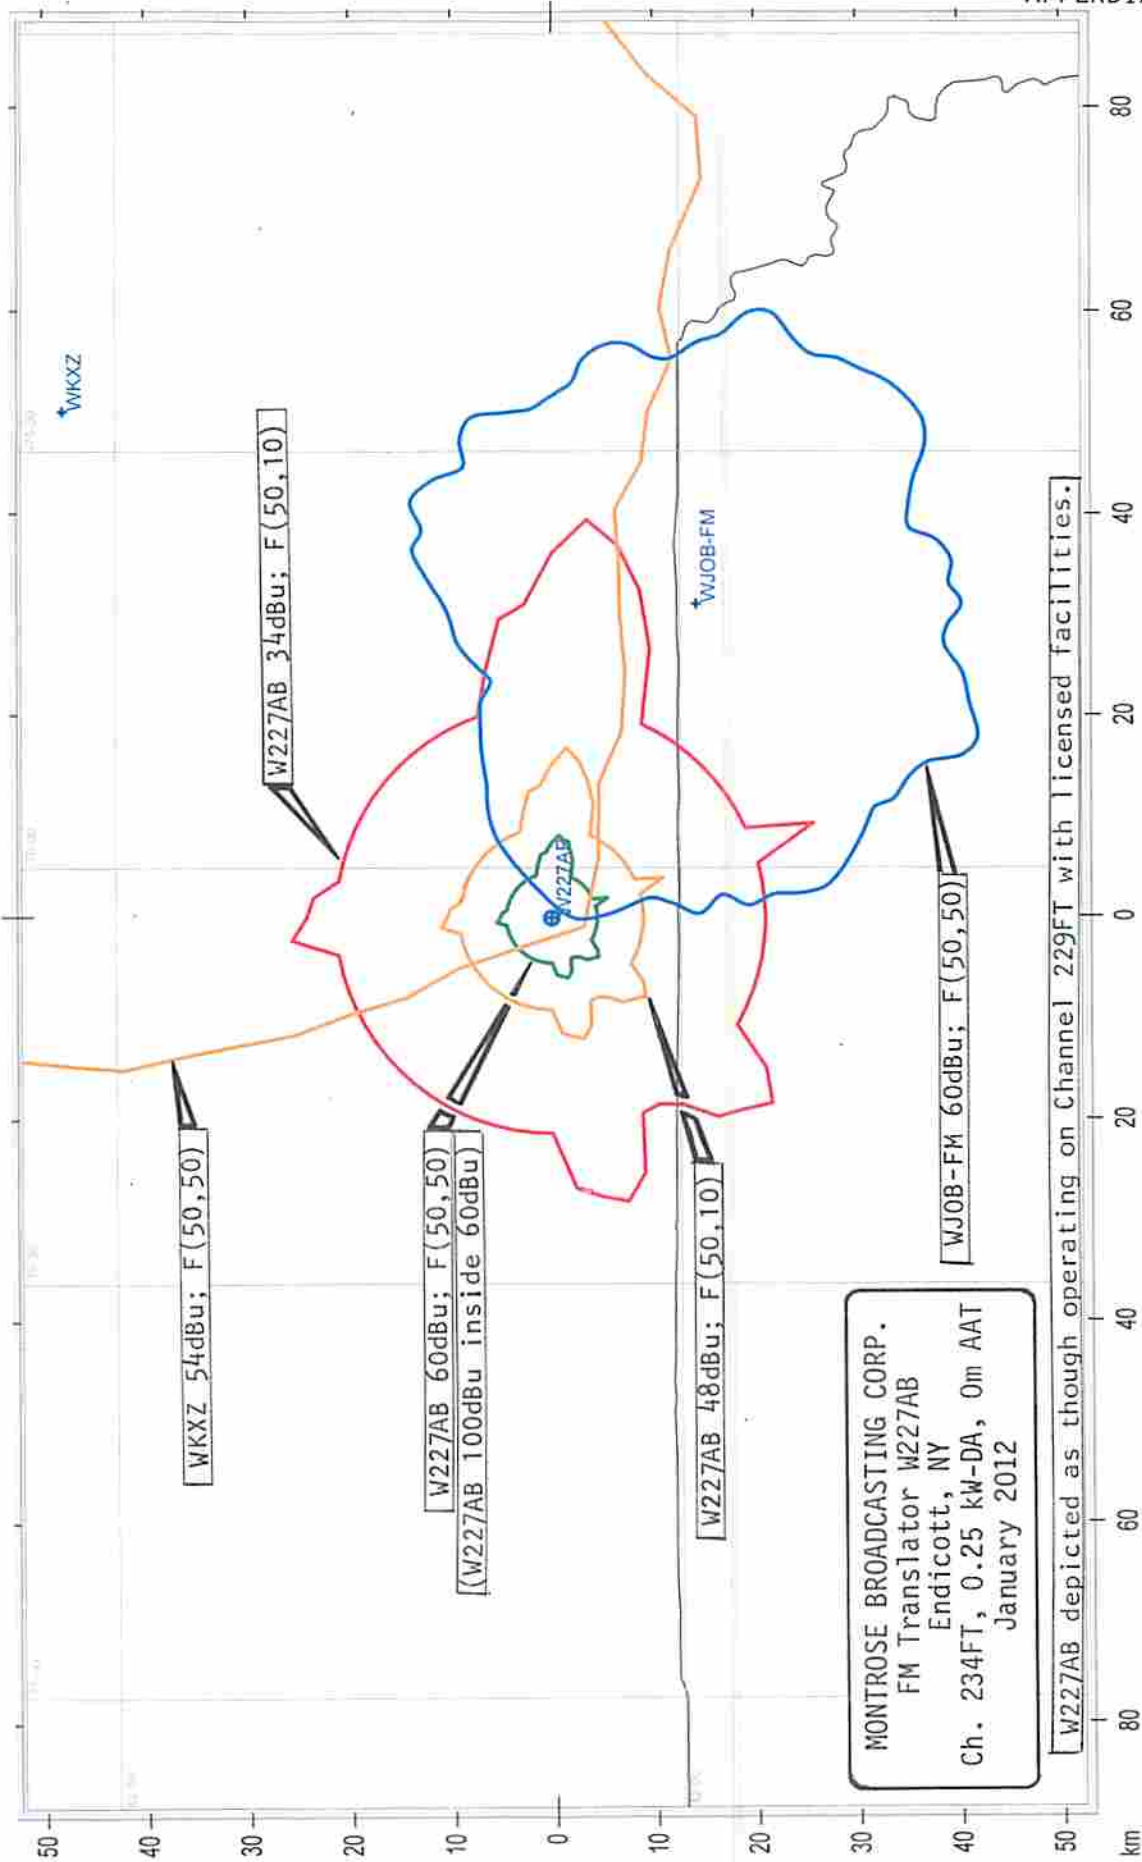 WKXZ
W227AB 34dBu; F(50,10)
WKXZ 54dBu; F(50,50)
W227AB 60dBu; F(50,50)
(W227AB 100dBu inside 60dBu)
W227AB
WJOB-FM
W227AB 48dBu; F(50,10)
WJOB-FM 60dBu; F(50,50)
MONTROSE BROADCASTING CORP.
FM Translator W227AB
Endicott, NY
Ch. 234FT, 0.25 kW-DA, 0m AAT
January 2012
W227AB depicted as though operating on Channel 229FT with licensed facilities.
50
40
30
20
10
0
10
20
30
40
50
km
80
60
40
20
0
20
40
60
80